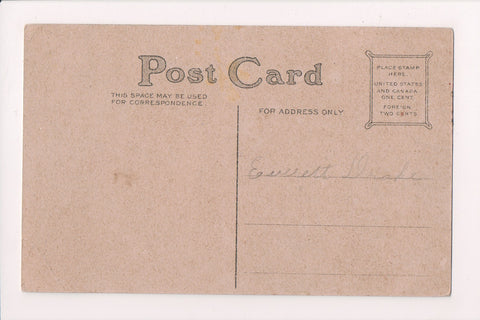 Post Card
THIS SPACE MAY BE USED
FOR CORRESPONDENCE.
FOR ADDRESS ONLY
PLACE STAMP
HERE
UNITED STATES
AND CANADA
ONE CENT
FOREIGN
TWO CENTS
Everett